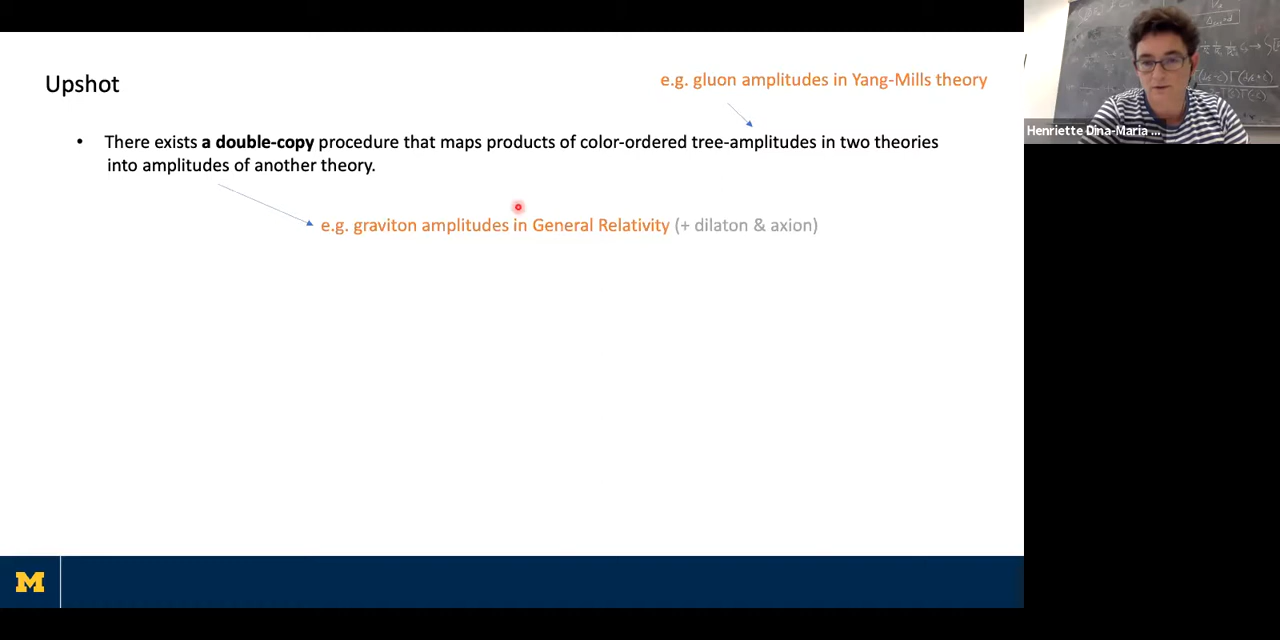 Upshot
e.g. gluon amplitudes in Yang-Mills theory
• There exists a double-copy procedure that maps products of color-ordered tree-amplitudes in two theories
into amplitudes of another theory.
e.g. graviton amplitudes in General Relativity (+ dilaton & axion)
M
Henriette Dina-Maria ...